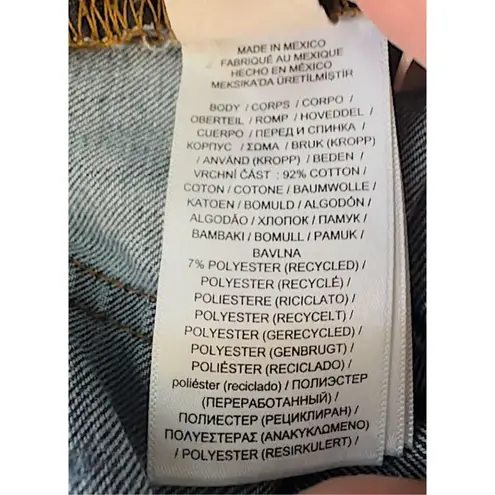 MADE IN MEXICO
FABRIQUÉ AU MEXIQUE
HECHO EN MÉXICO
MEKSIKA'DA ÜRETİLMİŞTİR
BODY / CORPS / CORPO /
OBERTEIL / ROMP / HOVEDDEL /
CUERPO / ПЕРЕД И СПИНКА /
КОРПУС / ΣΩΜΑ / BRUK (KROPP)
/ ANVÄND (KROPP) / BEDEN /
VRCHNÍ ČÁST : 92% COTTON /
COTON / COTONE / BAUMWOLLE /
KATOEN / BOMULD / ALGODÓN /
ALGODÃO / ХЛОПОК / ПАМУК /
BAMBAKI / BOMULL / PAMUK /
BAVLNA
7% POLYESTER (RECYCLED) /
POLYESTER (RECYCLÉ) /
POLIESTERE (RICICLATO) /
POLYESTER (RECYCELT) /
POLYESTER (GERECYCLED) /
POLYESTER (GENBRUGT) /
POLIÉSTER (RECICLADO) /
poliéster (reciclado) / ПОЛИЭСТЕР
(ПЕРЕРАБОТАННЫЙ) /
ПОЛИЕСТЕР (РЕЦИКЛИРАН) /
ΠΟΛΥΕΣΤΕΡΑΣ (ΑΝΑΚΥΚΛΩΜΕΝΟ)
/ POLYESTER (RESIRKULERT) /